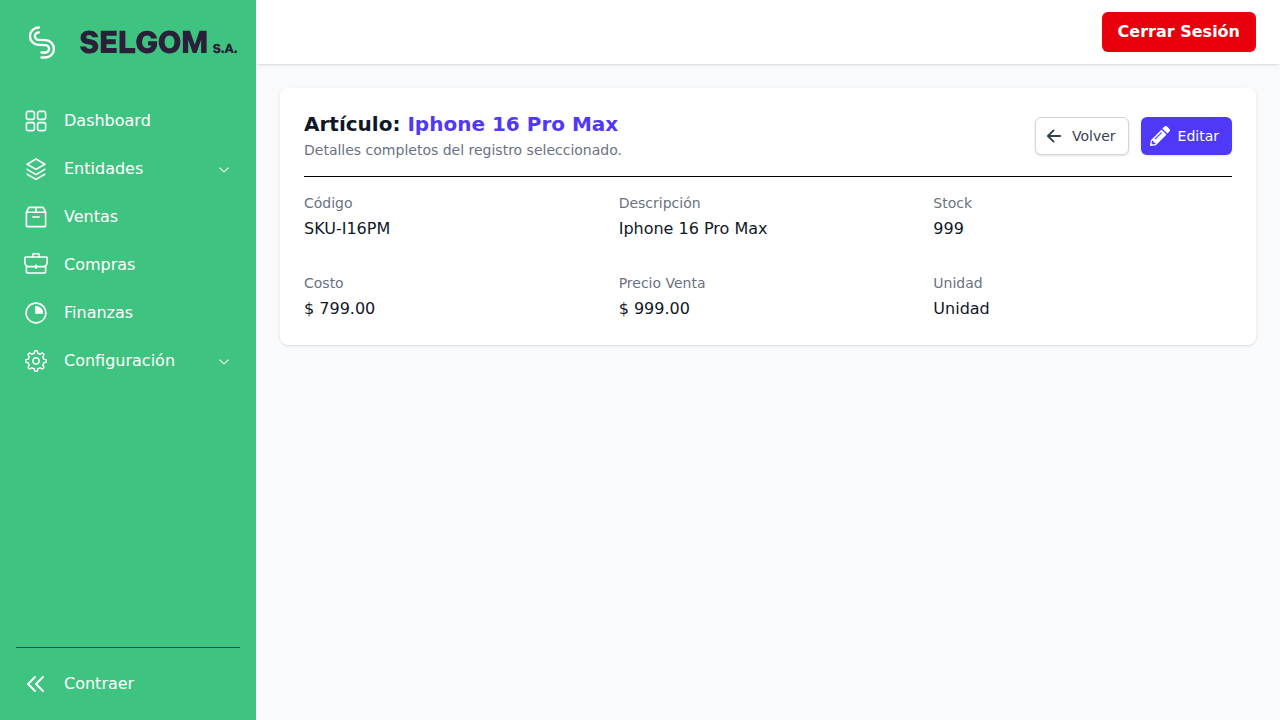 SELGOM S.A.
Cerrar Sesión
Dashboard
Entidades
Ventas
Compras
Finanzas
Configuración
Contraer
Artículo: Iphone 16 Pro Max
Detalles completos del registro seleccionado.
Volver
Editar
Código
SKU-I16PM
Descripción
Iphone 16 Pro Max
Stock
999
Costo
$ 799.00
Precio Venta
$ 999.00
Unidad
Unidad